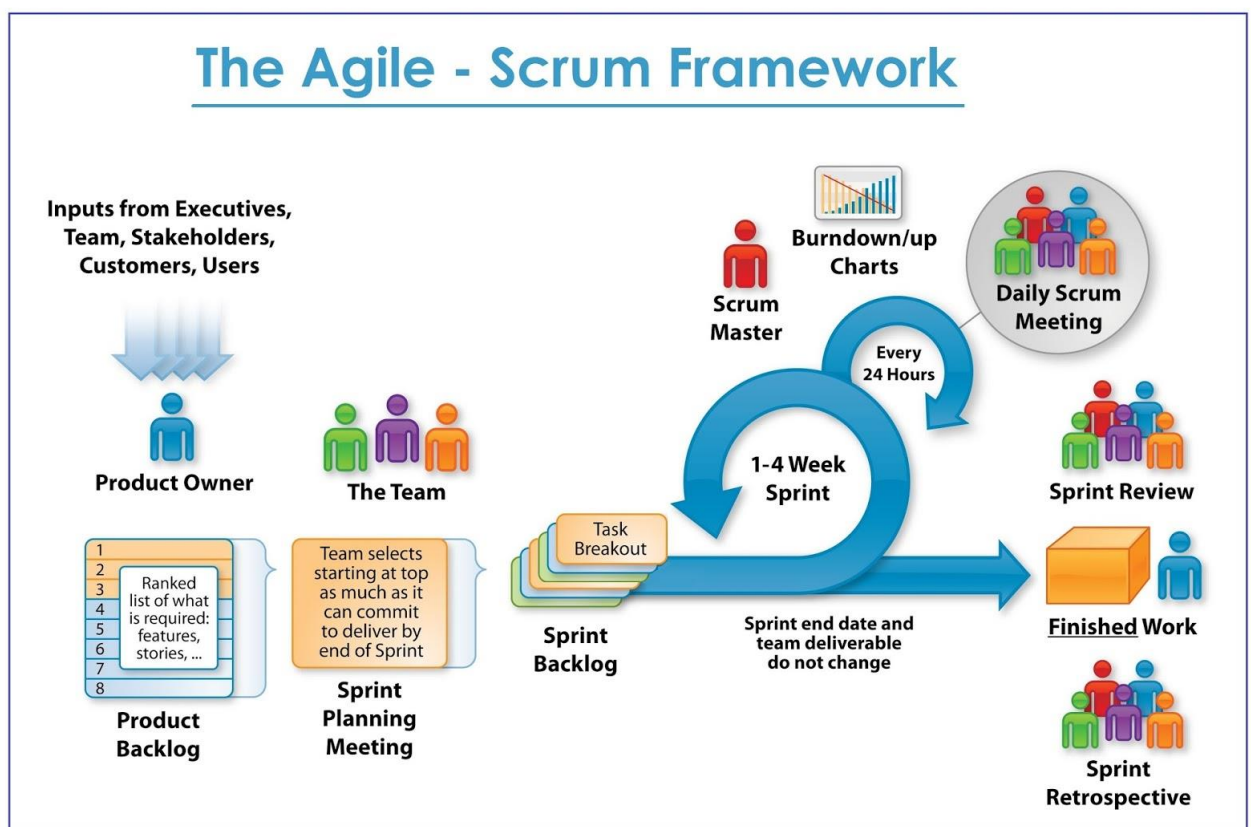 The Agile - Scrum Framework
Inputs from Executives,
Team, Stakeholders,
Customers, Users
Product Owner
The Team
1
2
3
4
5
6
7
8
Ranked
list of what
is required:
features,
stories, ...
Product
Backlog
Team selects
starting at top
as much as it
can commit
to deliver by
end of Sprint
Sprint
Planning
Meeting
Task
Breakout
Sprint
Backlog
Scrum
Master
Burndown/up
Charts
Daily Scrum
Meeting
Every
24 Hours
1-4 Week
Sprint
Sprint end date and
team deliverable
do not change
Sprint Review
Finished Work
Sprint
Retrospective